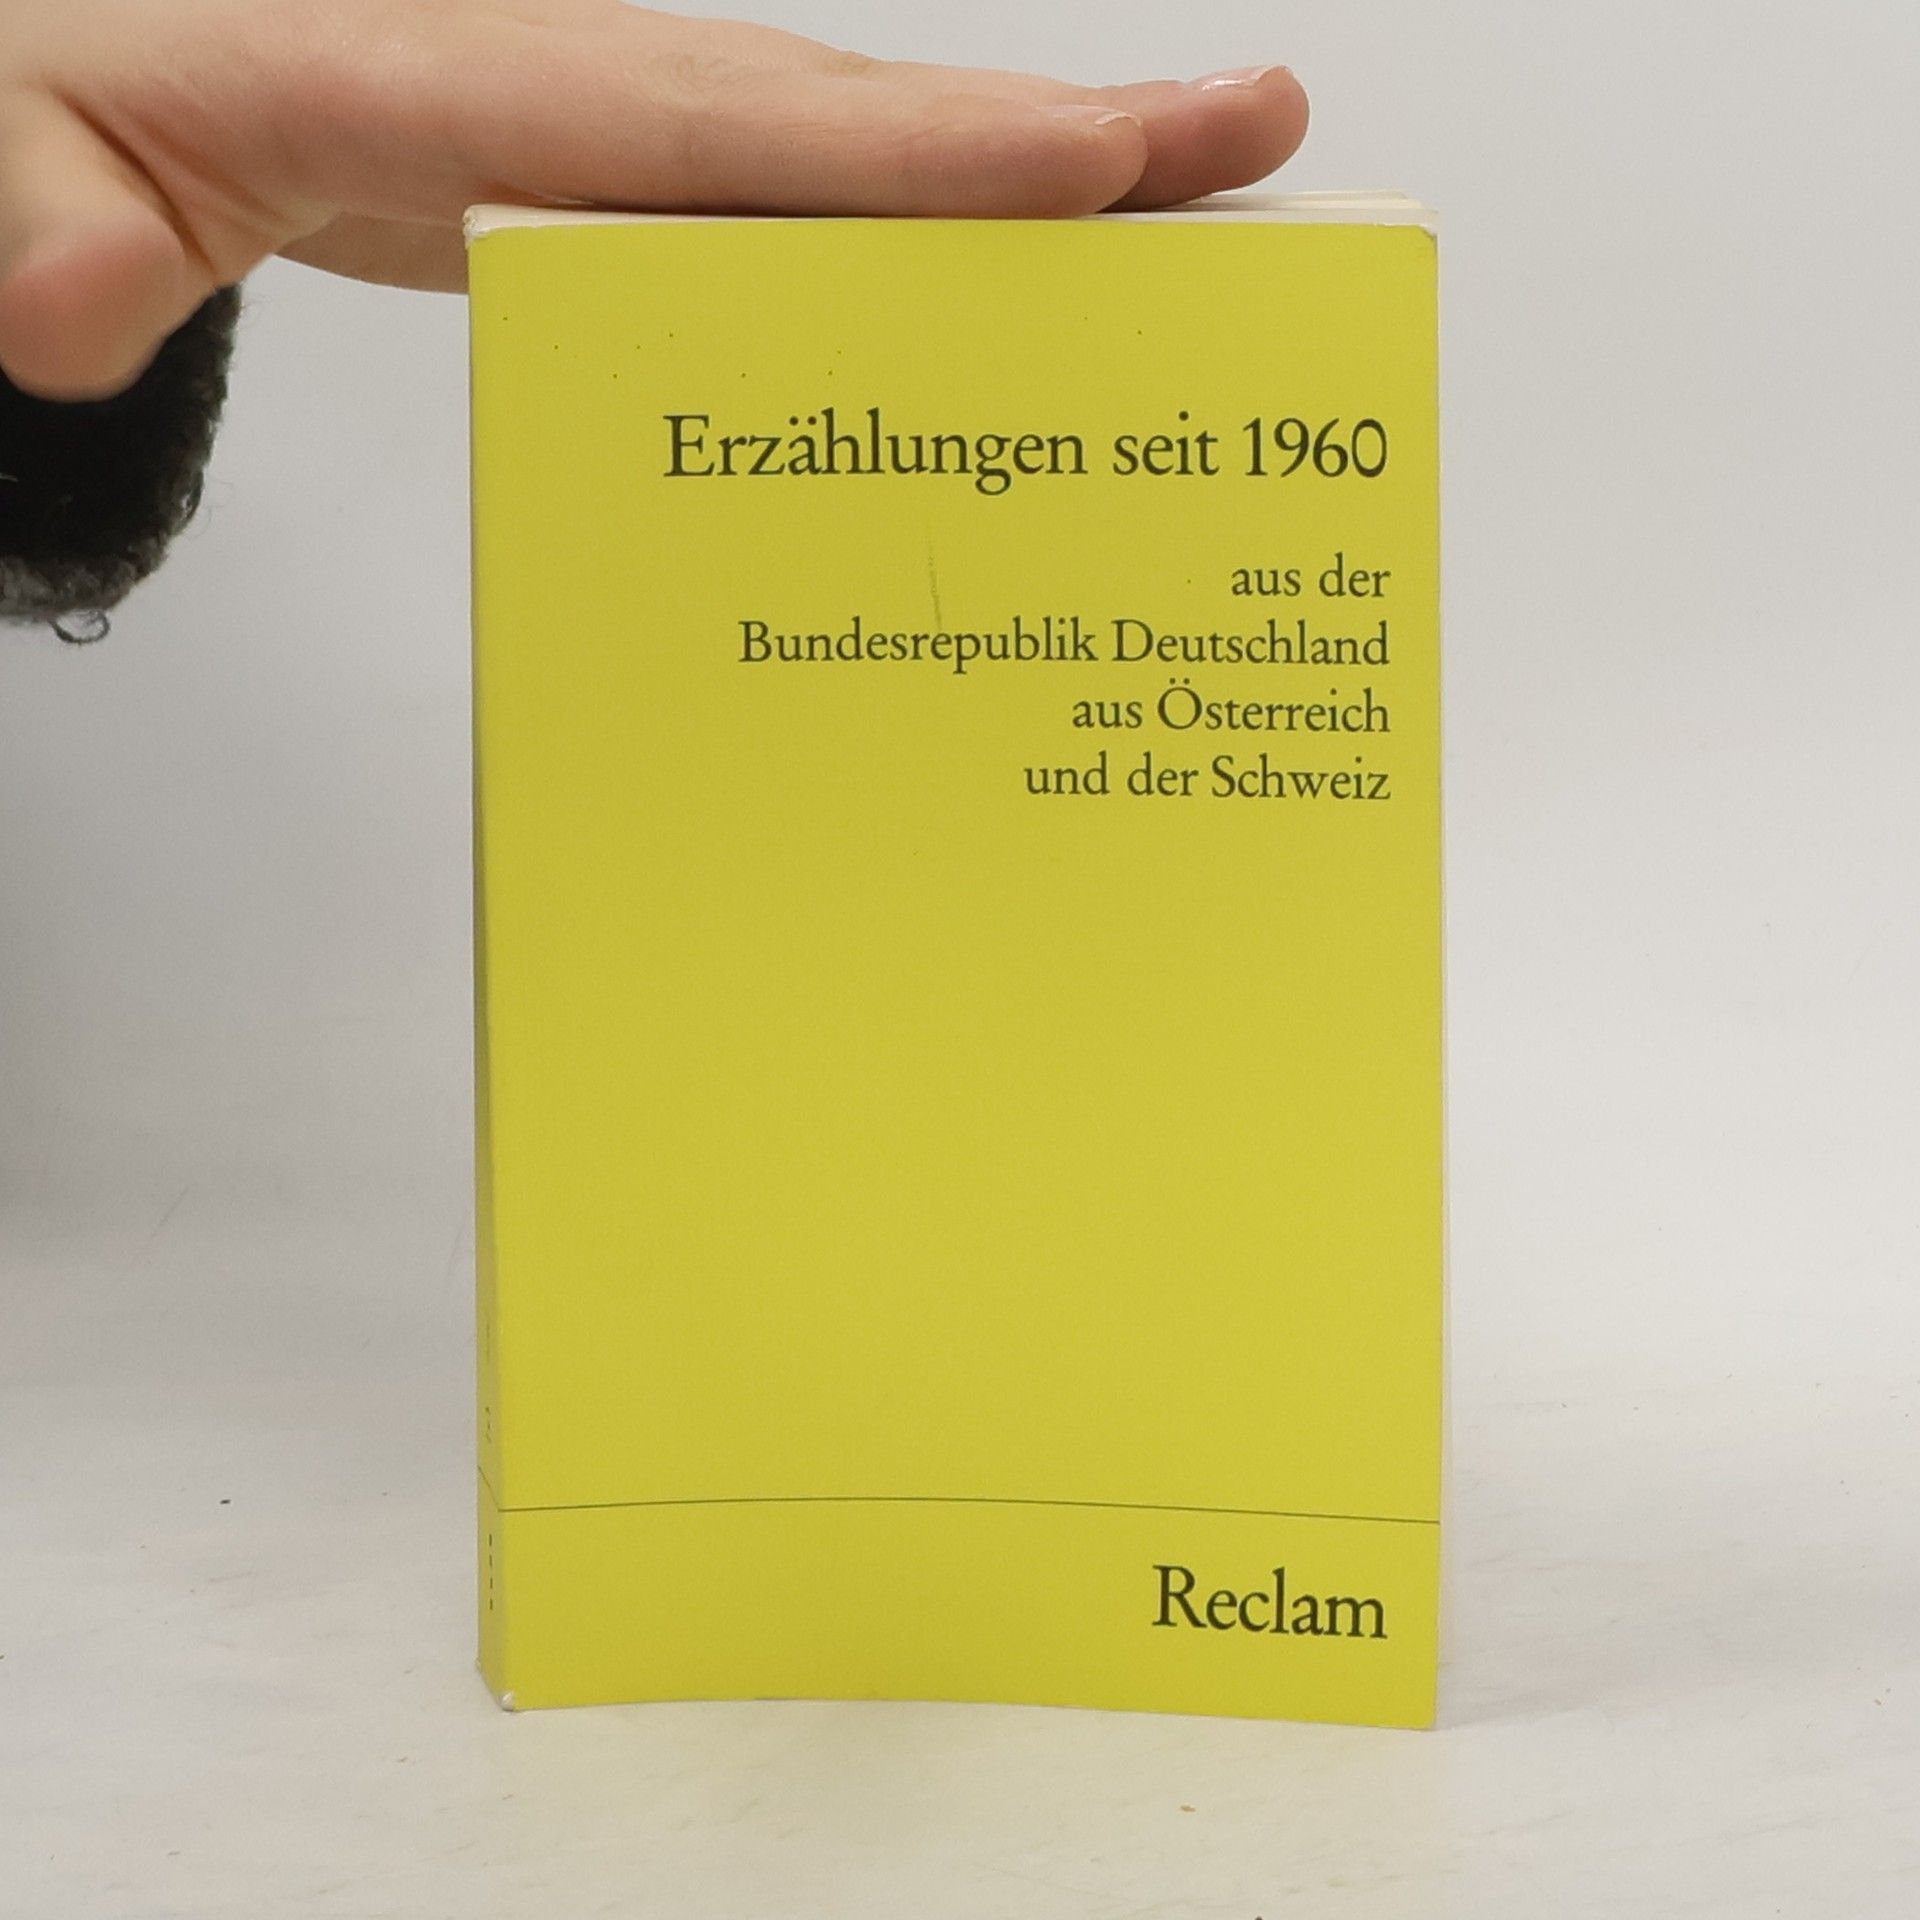 Erzählungen seit 1960
aus der
Bundesrepublik Deutschland
aus Österreich
und der Schweiz
Reclam